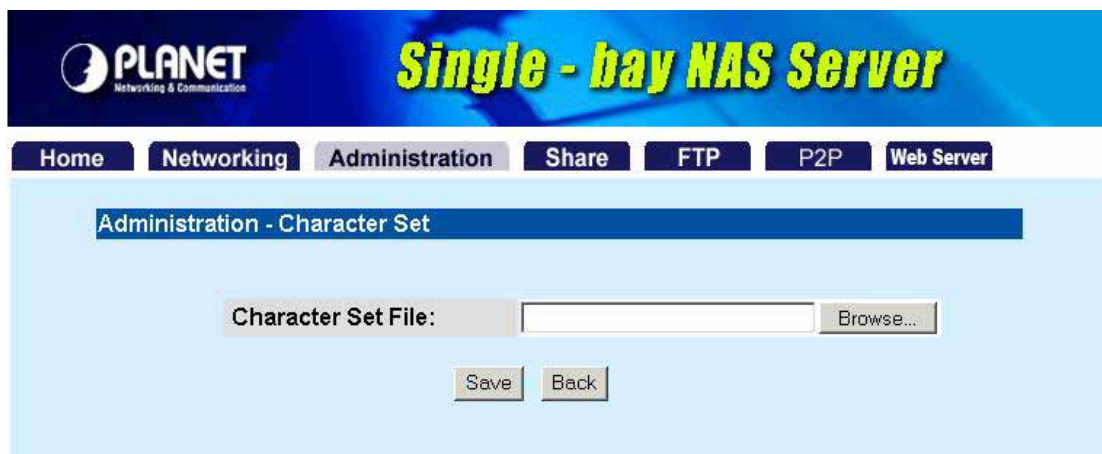 PLANET
Networking & Communication
Single - bay NAS Server
Home Networking Administration Share FTP P2P Web Server
Administration - Character Set
Character Set File: Browse...
Save Back